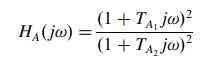 H_A(jω) = (1 + T_{A_1} jω)² / (1 + T_{A_2} jω)²